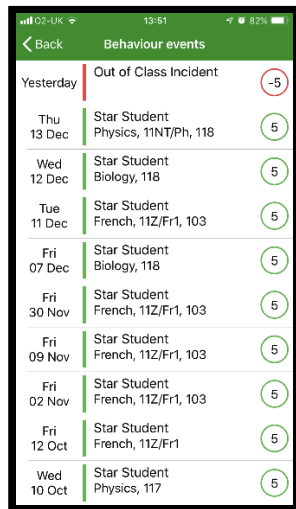 O2-UK 13:51 82%
Back Behaviour events
Yesterday Out of Class Incident -5
Thu Star Student
13 Dec Physics, 11NT/Ph, 118 5
Wed Star Student
12 Dec Biology, 118 5
Tue Star Student
11 Dec French, 11Z/Fr1, 103 5
Fri Star Student
07 Dec Biology, 118 5
Fri Star Student
30 Nov French, 11Z/Fr1, 103 5
Fri Star Student
09 Nov French, 11Z/Fr1, 103 5
Fri Star Student
02 Nov French, 11Z/Fr1, 103 5
Fri Star Student
12 Oct French, 11Z/Fr1 5
Wed Star Student
10 Oct Physics, 117 5